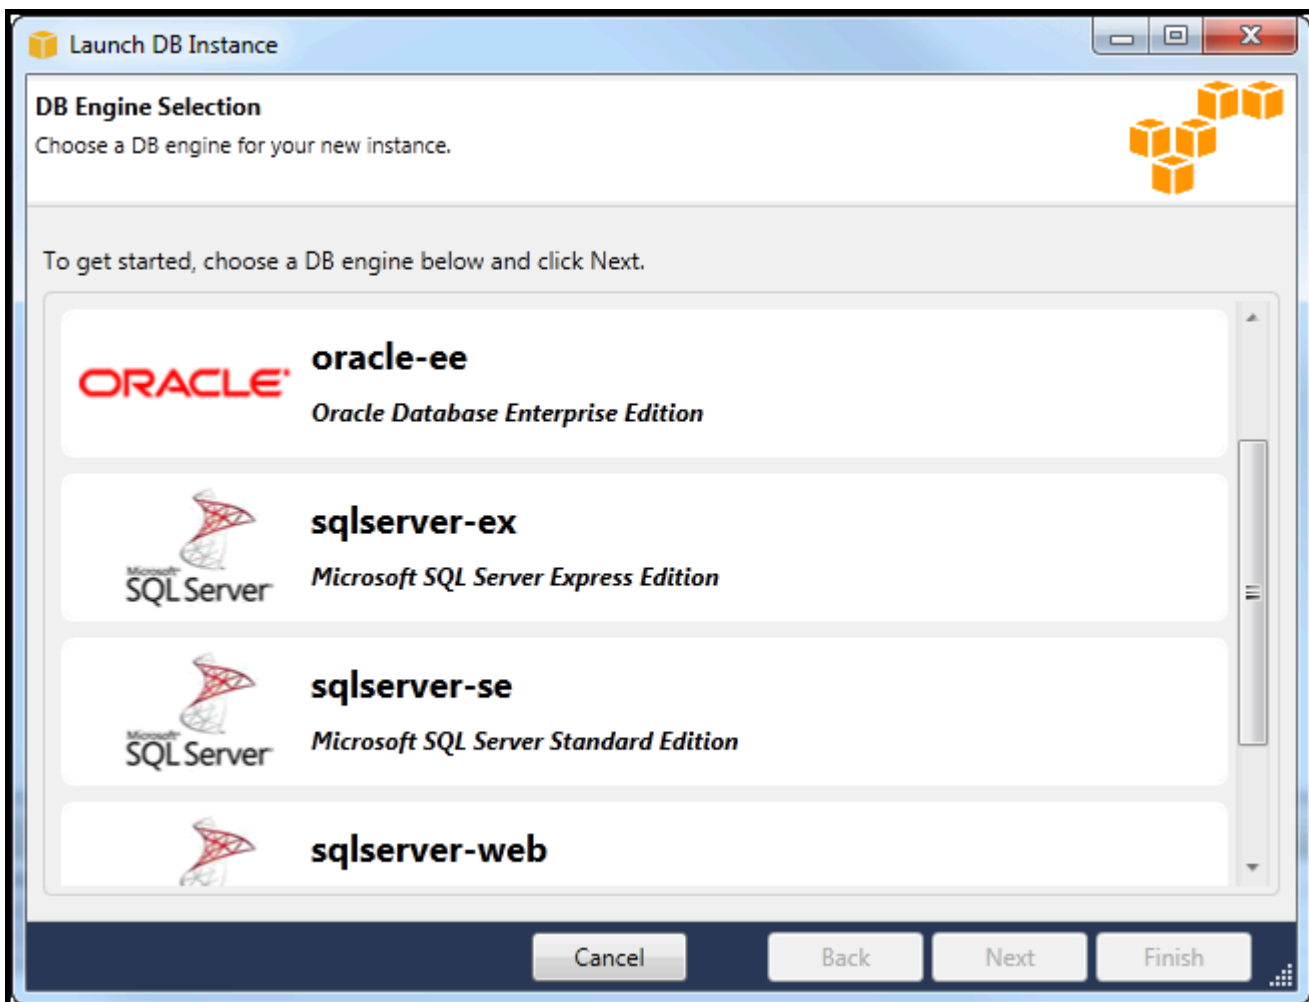 Launch DB Instance
DB Engine Selection
Choose a DB engine for your new instance.
To get started, choose a DB engine below and click Next.
ORACLE
oracle-ee
Oracle Database Enterprise Edition
Microsoft
SQL Server
sqlserver-ex
Microsoft SQL Server Express Edition
Microsoft
SQL Server
sqlserver-se
Microsoft SQL Server Standard Edition
sqlserver-web
Cancel Back Next Finish